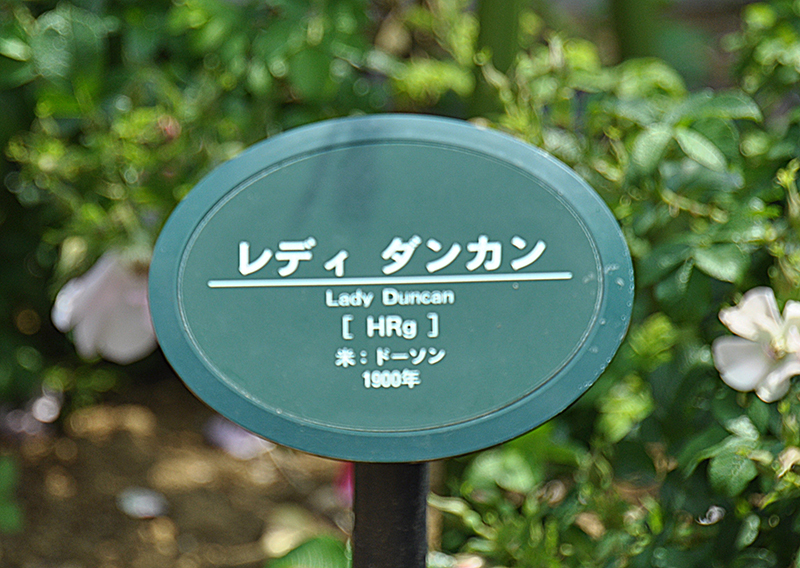 レディ ダンカン
Lady Duncan
[ HRg ]
米：ドーソン
1900年